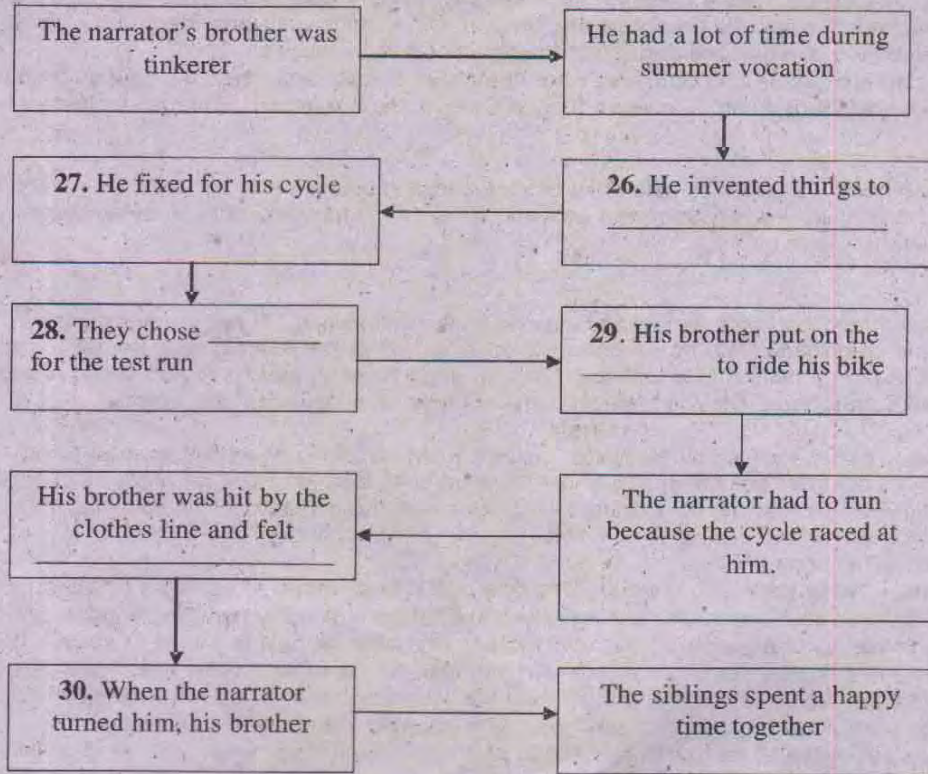 The narrator's brother was
tinkerer
He had a lot of time during
summer vocation
26. He invented things to
____________________
27. He fixed for his cycle
28. They chose __________
for the test run
29. His brother put on the
__________ to ride his bike
The narrator had to run
because the cycle raced at
him.
His brother was hit by the
clothes line and felt
____________________
30. When the narrator
turned him, his brother
The siblings spent a happy
time together